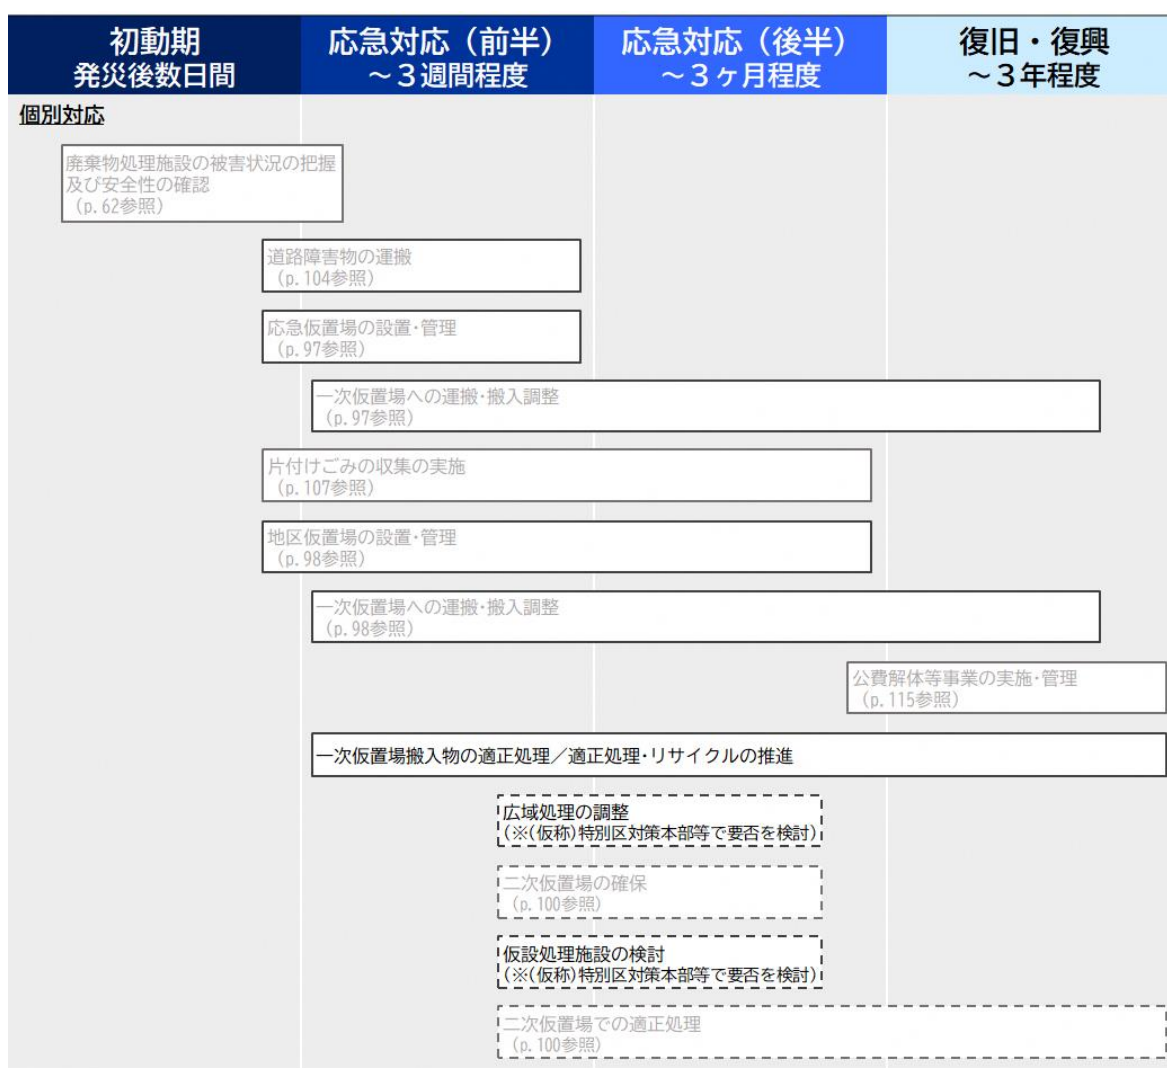 初動期
発災後数日間
応急対応（前半）
～３週間程度
応急対応（後半）
～３ヶ月程度
復旧・復興
～３年程度
個別対応
廃棄物処理施設の被害状況の把握
及び安全性の確認
（p.62参照）
道路障害物の運搬
（p.104参照）
応急仮置場の設置･管理
（p.97参照）
一次仮置場への運搬･搬入調整
（p.97参照）
片付けごみの収集の実施
（p.107参照）
地区仮置場の設置･管理
（p.98参照）
一次仮置場への運搬･搬入調整
（p.98参照）
公費解体等事業の実施･管理
（p.115参照）
一次仮置場搬入物の適正処理／適正処理･リサイクルの推進
広域処理の調整
（※(仮称)特別区対策本部等で要否を検討）
二次仮置場の確保
（p.100参照）
仮設処理施設の検討
（※(仮称)特別区対策本部等で要否を検討）
二次仮置場での適正処理
（p.100参照）